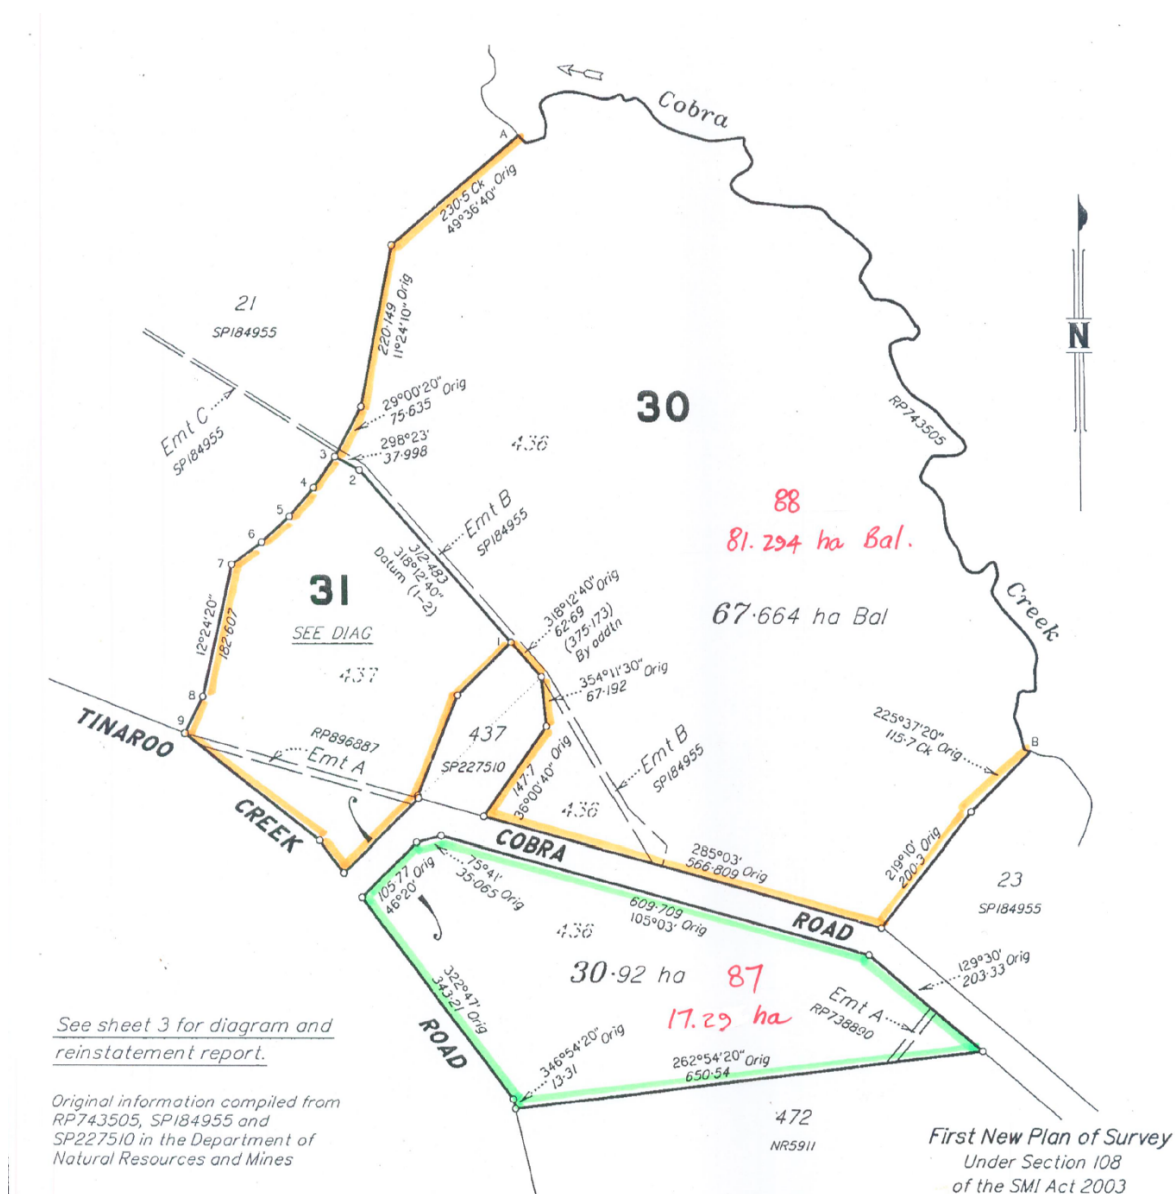 Cobra
A
230·5 Ck Orig
49°36'40"
21
SP184955
220·149 Orig
11°24'10"
N
Emt C
SP184955
29°00'20" Orig
75·635
30
RP743505
298°23'
37·998
436
3
2
4
5
6
7
Emt B
SP184955
88
81.294 ha Bal.
312·483
318°12'40"
Datum (1-2)
31
SEE DIAG
318°12'40" Orig
62·69
(375·173)
By addtn
67·664 ha Bal
Creek
12°24'20"
182·607
437
1
354°11'30" Orig
67·192
8
9
TINAROO
RP896887
Emt A
437
SP227510
Emt B
SP184955
225°37'20" Orig
115·7 Ck
B
147·7
36°00'40" Orig
436
CREEK
COBRA
285°03' Orig
566·809
219°10' Orig
200·3
23
SP184955
105·77 Orig
46°20'
75°41' Orig
35·065
609·709
105°03' Orig
ROAD
436
30·92 ha
87
17.29 ha
129°30' Orig
203·33
Emt A
RP738890
322°47' Orig
343·21
ROAD
346°54'20" Orig
13·31
262°54'20" Orig
650·54
See sheet 3 for diagram and
reinstatement report.
Original information compiled from
RP743505, SP184955 and
SP227510 in the Department of
Natural Resources and Mines
472
NR5911
First New Plan of Survey
Under Section 108
of the SMI Act 2003